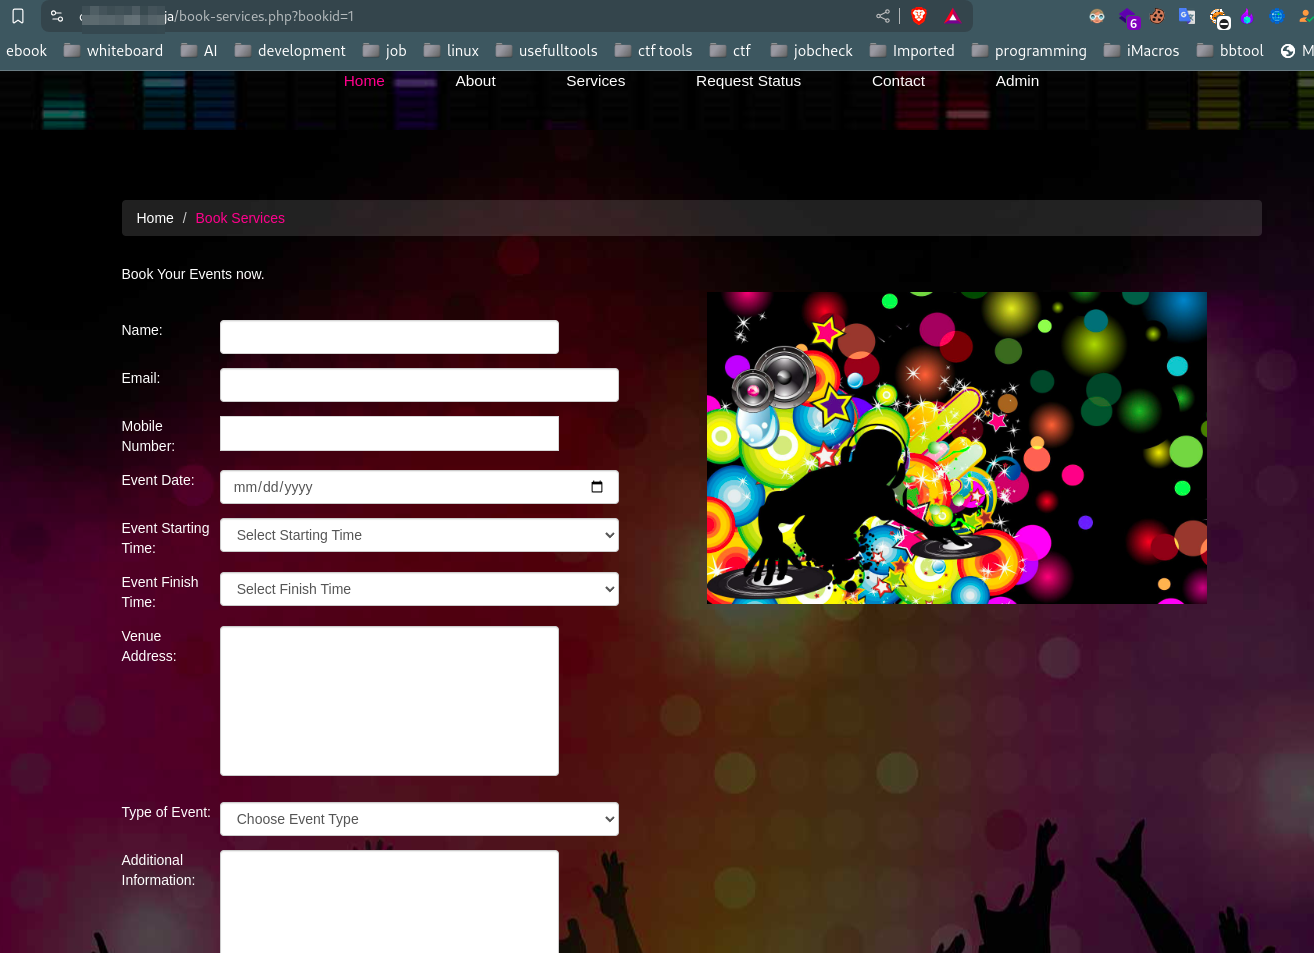 ja/book-services.php?bookid=1
6
ebook whiteboard AI development job linux usefulltools ctf tools ctf jobcheck Imported programming iMacros bbtool M
Home About Services Request Status Contact Admin
Home / Book Services
Book Your Events now.
Name:
Email:
Mobile
Number:
Event Date: mm/dd/yyyy
Event Starting
Time: Select Starting Time
Event Finish
Time: Select Finish Time
Venue
Address:
Type of Event: Choose Event Type
Additional
Information: